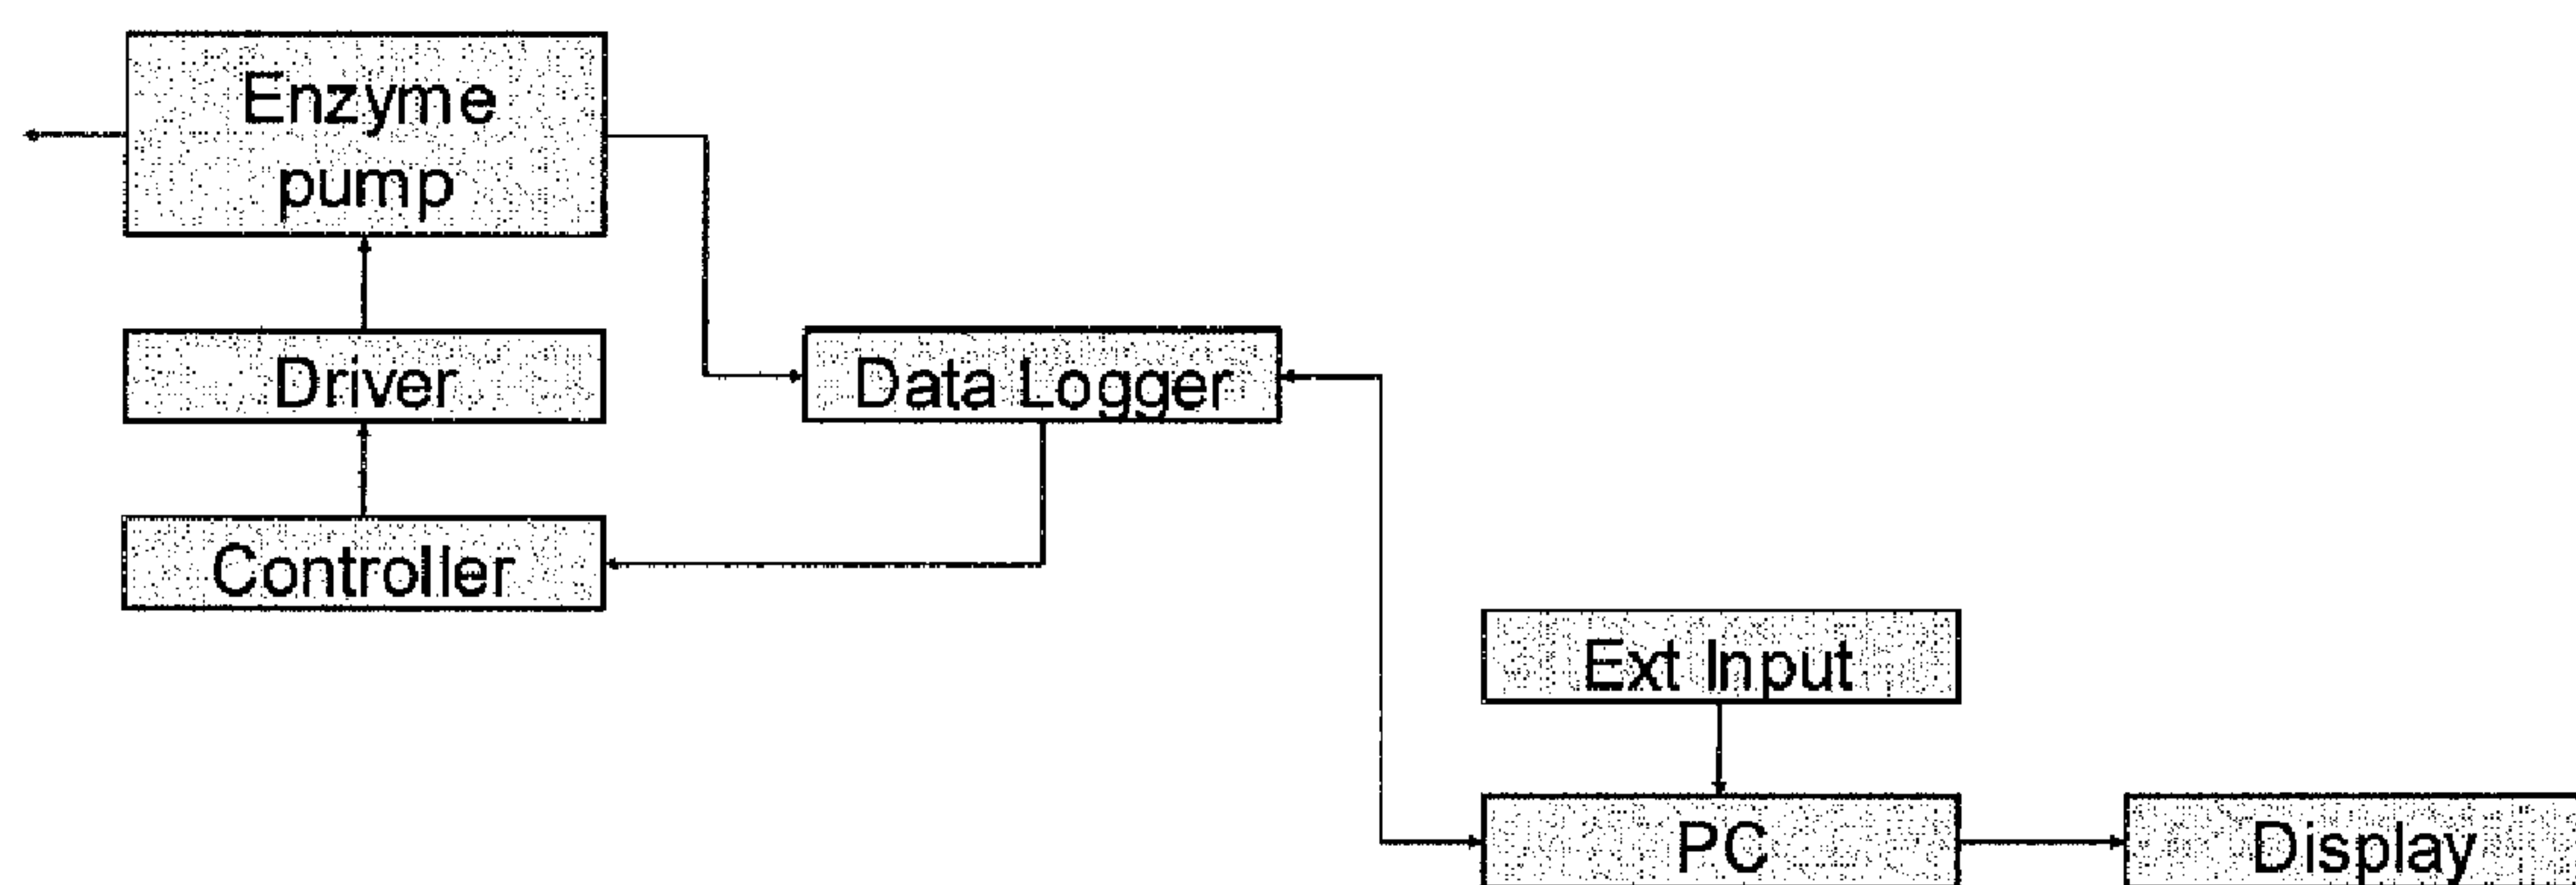 Enzyme
pump
Driver
Data Logger
Controller
Ext Input
PC
Display